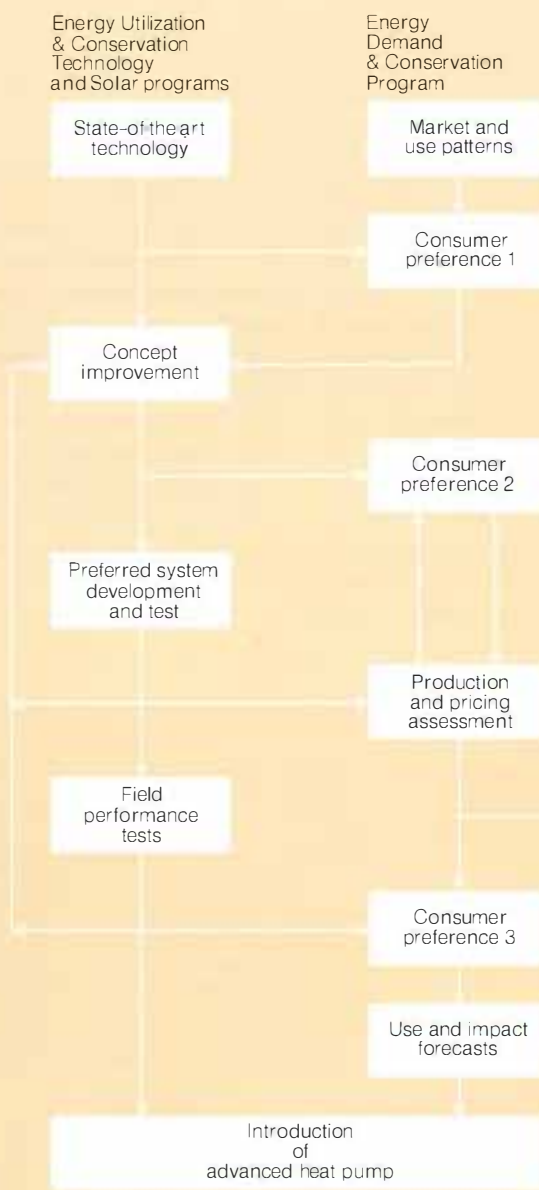 Energy Utilization
& Conservation
Technology
and Solar programs
Energy
Demand
& Conservation
Program
State-of-the art
technology
Market and
use patterns
Consumer
preference 1
Concept
improvement
Consumer
preference 2
Preferred system
development
and test
Production
and pricing
assessment
Field
performance
tests
Consumer
preference 3
Use and impact
forecasts
Introduction
of
advanced heat pump